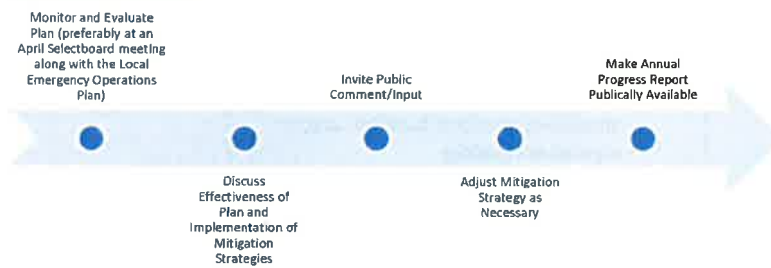 Monitor and Evaluate
Plan (preferably at an
April Selectboard meeting
along with the Local
Emergency Operations
Plan)
Discuss
Effectiveness of
Plan and
Implementation of
Mitigation
Strategies
Invite Public
Comment/Input
Adjust Mitigation
Strategy as
Necessary
Make Annual
Progress Report
Publically Available